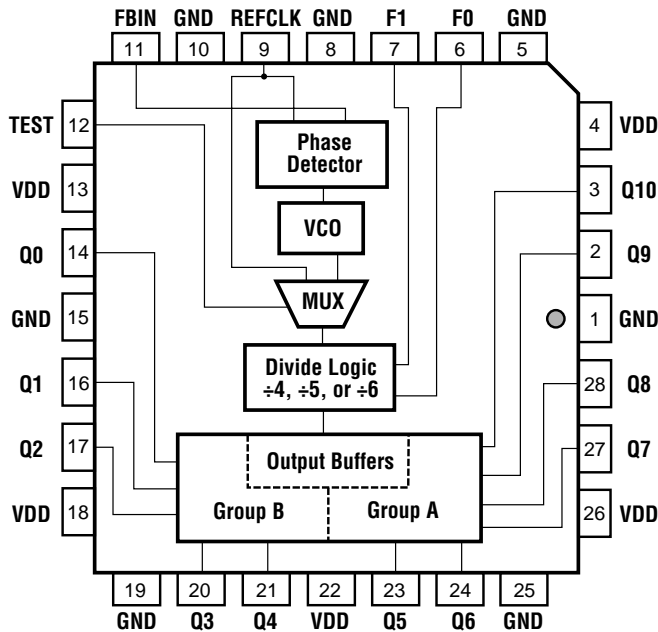 FBIN GND REFCLK GND F1 F0 GND
11 10 9 8 7 6 5
TEST 12
4 VDD
Phase
Detector
VDD 13
3 Q10
VCO
Q0 14
2 Q9
MUX
GND 15
1 GND
Divide Logic
÷4, ÷5, or ÷6
Q1 16
28 Q8
Q2 17
27 Q7
Output Buffers
VDD 18
Group B Group A
26 VDD
19 20 21 22 23 24 25
GND Q3 Q4 VDD Q5 Q6 GND